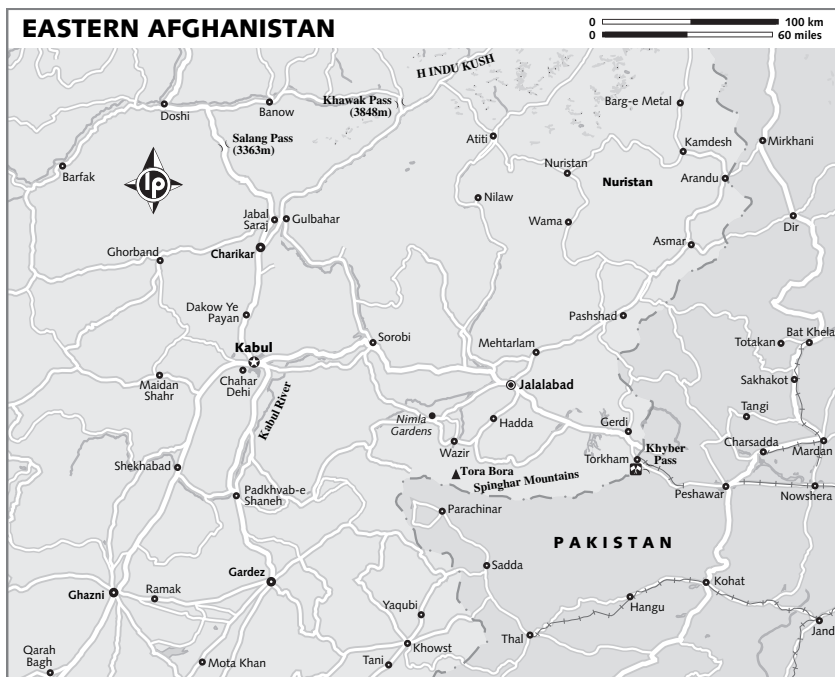 EASTERN AFGHANISTAN
0 100 km
0 60 miles
HINDU KUSH
Khawak Pass
(3848m)
Barg-e Metal
Doshi
Banow
Salang Pass
(3363m)
Atiti
Kamdesh
Mirkhani
Barfak
lp
Nuristan
Nuristan
Arandu
Nilaw
Jabal
Saraj
Gulbahar
Wama
Dir
Charikar
Asmar
Ghorband
Dakow Ye
Payan
Pashshad
Kabul
Sorobi
Mehtarlam
Totakan
Bat Khela
Maidan
Shahr
Chahar
Dehi
Jalalabad
Sakhakot
Kabul River
Nimla
Gardens
Hadda
Gerdi
Tangi
Wazir
Khyber
Pass
Charsadda
Mardan
Shekhabad
Torkham
Tora Bora
Spinghar Mountains
Peshawar
Nowshera
Padkhvab-e
Shaneh
Parachinar
PAKISTAN
Sadda
Gardez
Kohat
Ghazni
Ramak
Yaqubi
Hangu
Jand
Thal
Qarah
Bagh
Mota Khan
Tani
Khowst